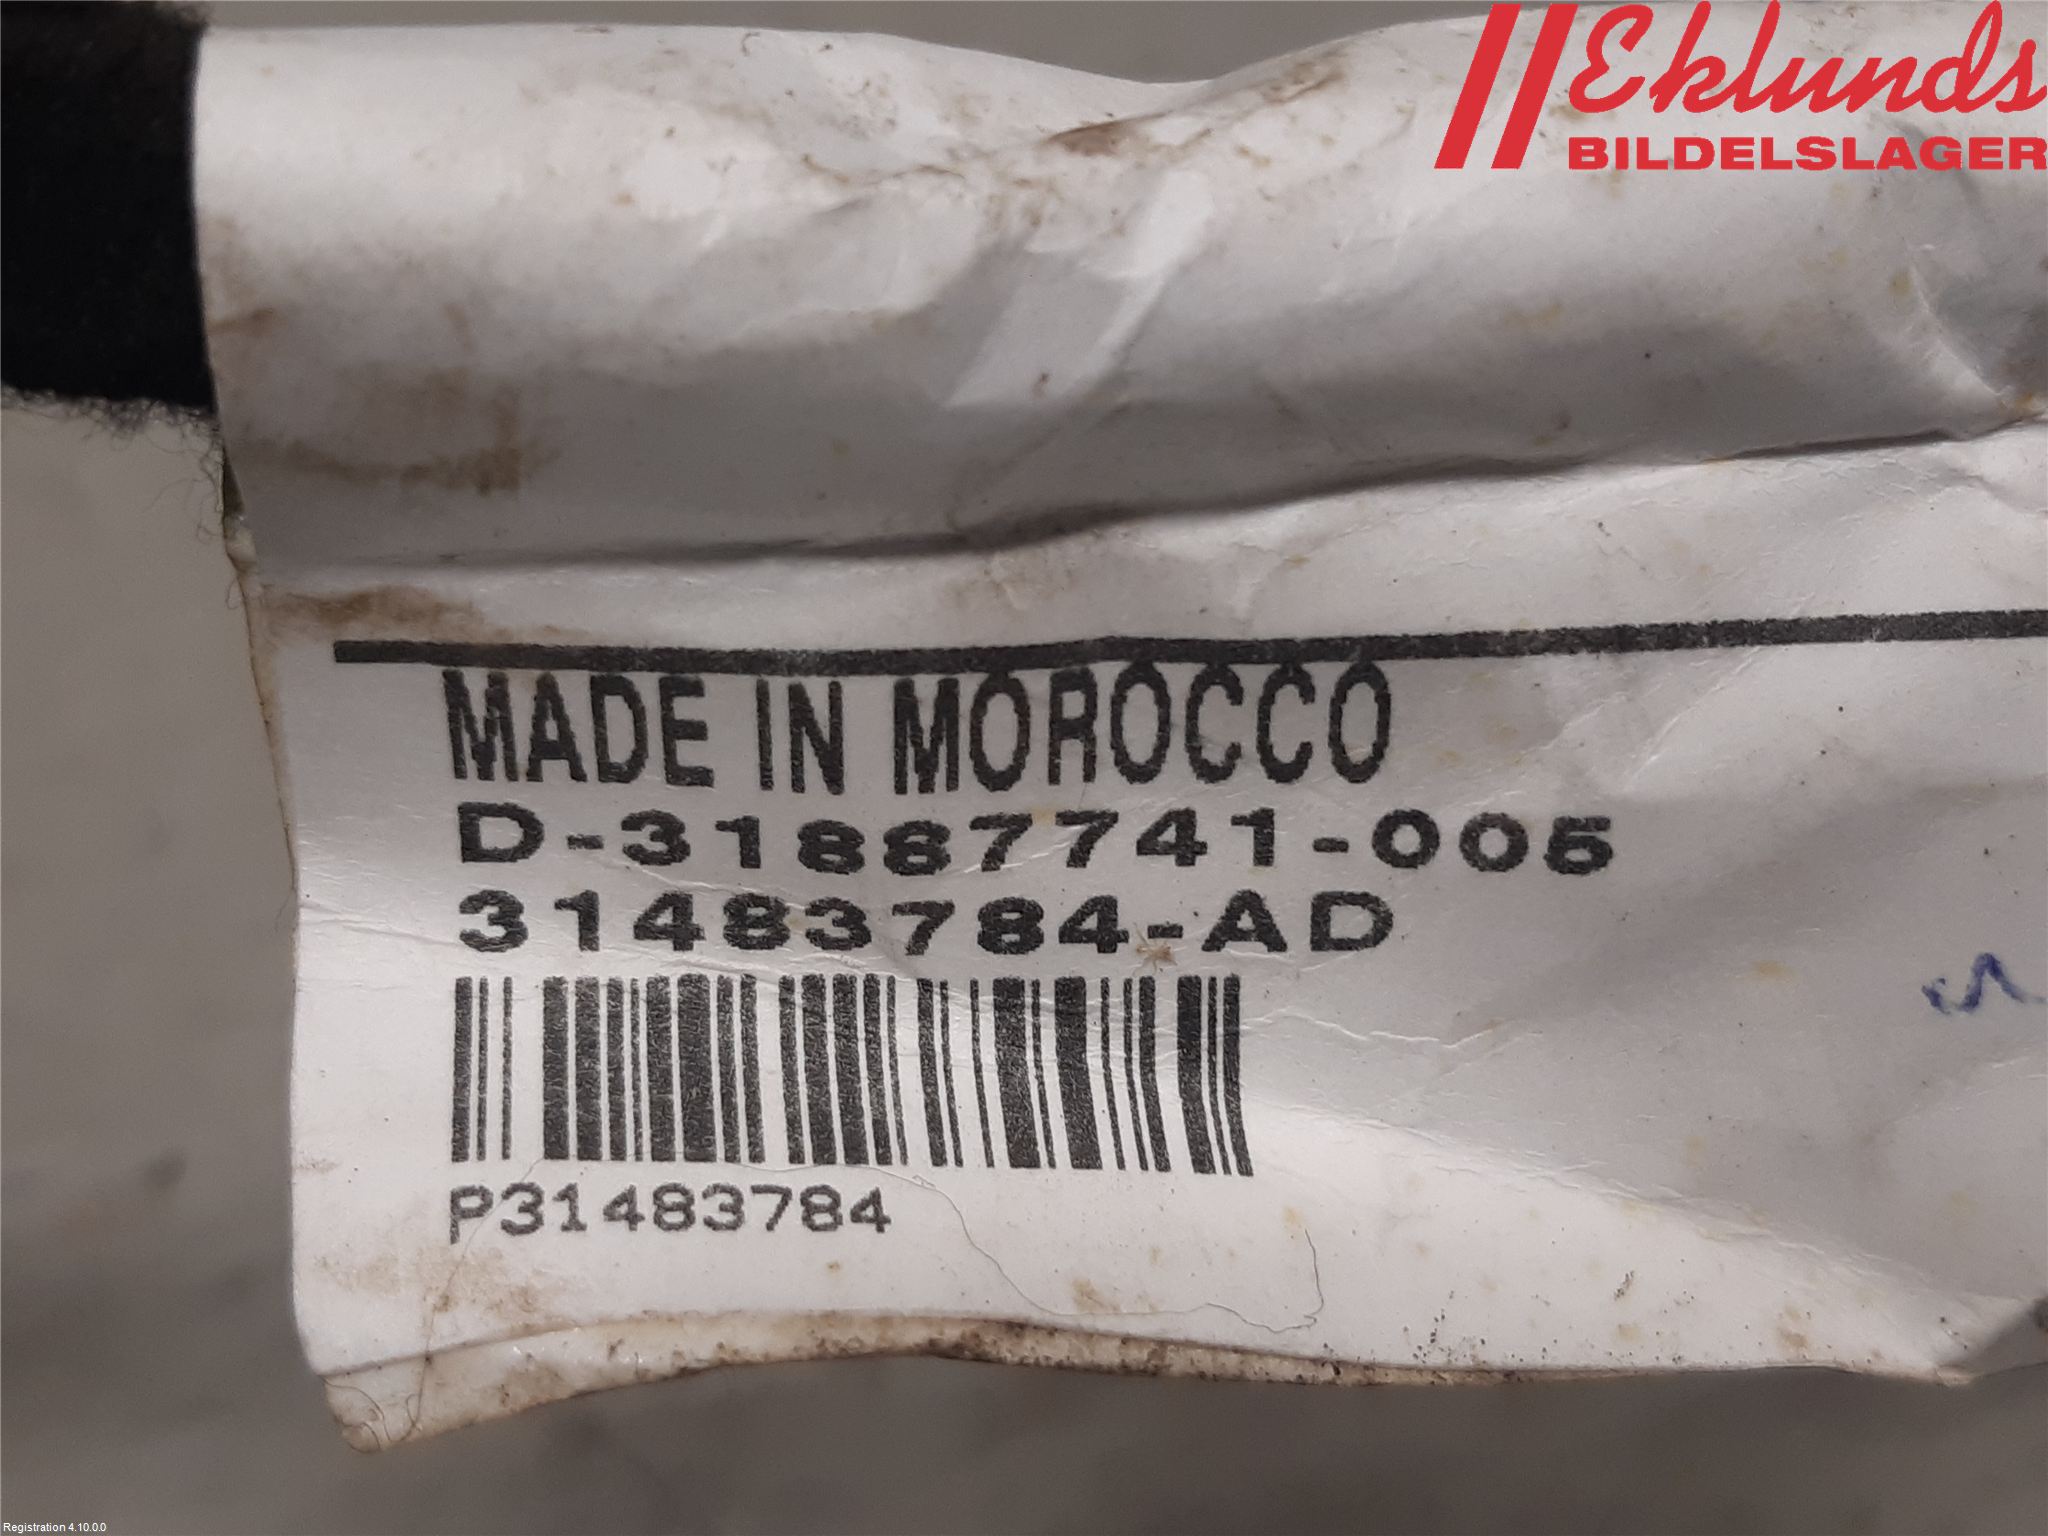 Eklunds
BILDELSLAGER
MADE IN MOROCCO
D-31887741-005
31483784-AD
P31483784
Registration 4.10.0.0